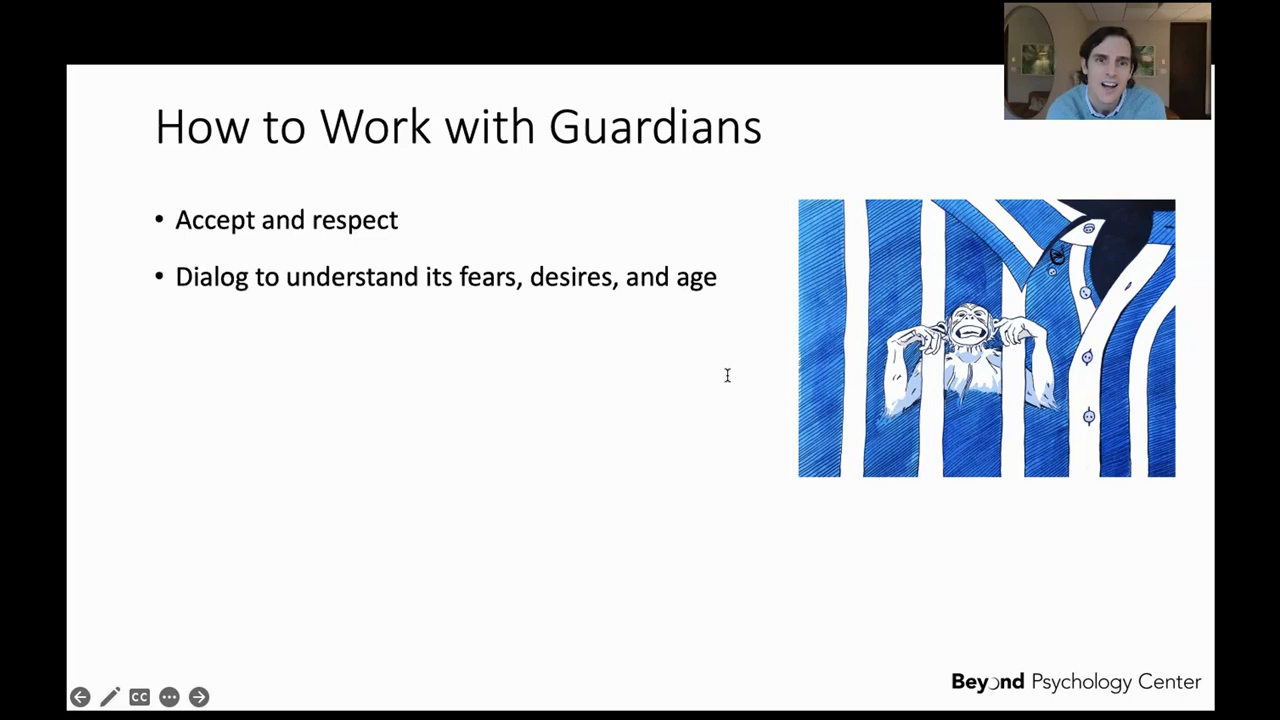 How to Work with Guardians
• Accept and respect
• Dialog to understand its fears, desires, and age
CC
Beyond Psychology Center